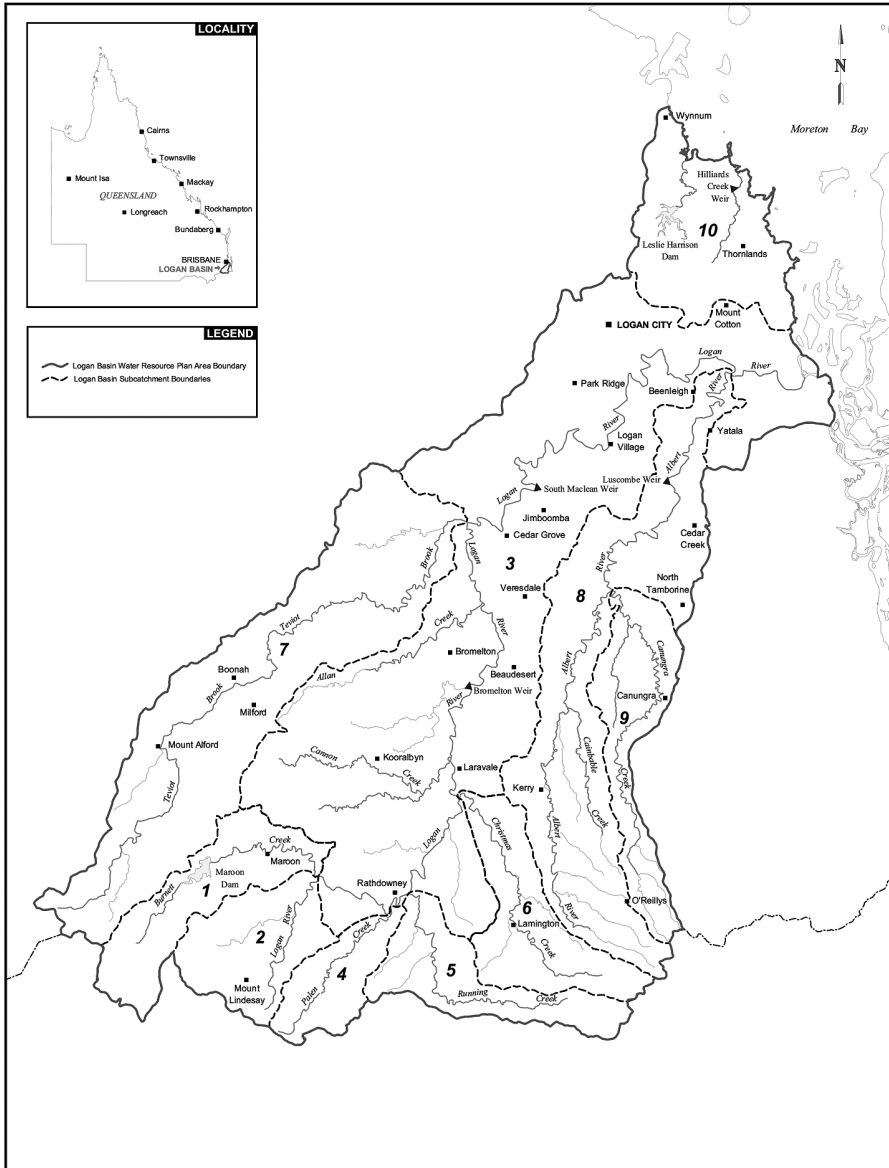 LOCALITY
Cairns
Townsville
Mount Isa
Mackay
QUEENSLAND
Longreach
Rockhampton
Bundaberg
BRISBANE
LOGAN BASIN
LEGEND
Logan Basin Water Resource Plan Area Boundary
Logan Basin Subcatchment Boundaries
N
Moreton Bay
Wynnum
Hilliards
Creek
Weir
10
Leslie Harrison
Dam
Thornlands
Mount
Cotton
LOGAN CITY
Logan
River
River
Park Ridge
Beenleigh
River
Logan
Village
Yatala
Albert
Luscombe Weir
Logan
South Maclean Weir
Jimboomba
Cedar Grove
Cedar
Creek
Logan
Brook
3
River
North
Tamborine
8
Veresdale
Teviot
Creek
River
7
Bromelton
Canungra
Boonah
Allan
Albert
Beaudesert
Brook
River
Bromelton Weir
Canungra
Milford
9
Mount Alford
Cannon
Kooralbyn
Cainbable
Laravale
Creek
Creek
Kerry
Teviot
Christmas
Albert
Creek
Logan
Creek
Maroon
Maroon
Dam
Burnett
1
Rathdowney
O'Reillys
River
Creek
6
River
2
Lamington
Logan
4
5
Creek
Mount
Lindesay
Palen
Running
Creek